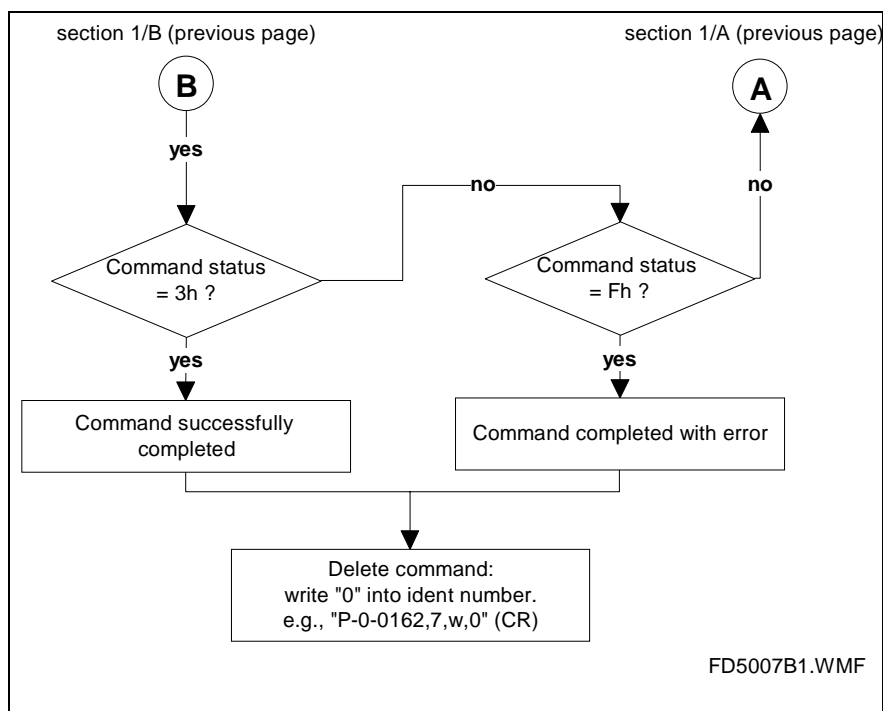 section 1/B (previous page)
section 1/A (previous page)
B
A
yes
no
no
Command status
= 3h ?
Command status
= Fh ?
yes
yes
Command successfully
completed
Command completed with error
Delete command:
write "0" into ident number.
e.g., "P-0-0162,7,w,0" (CR)
FD5007B1.WMF